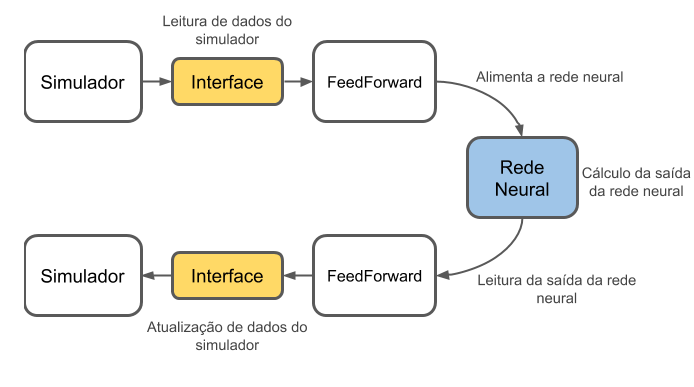 Leitura de dados do
simulador
Simulador
Interface
FeedForward
Alimenta a rede neural
Rede
Neural
Cálculo da saída
da rede neural
Simulador
Interface
FeedForward
Leitura da saída da rede
neural
Atualização de dados do
simulador